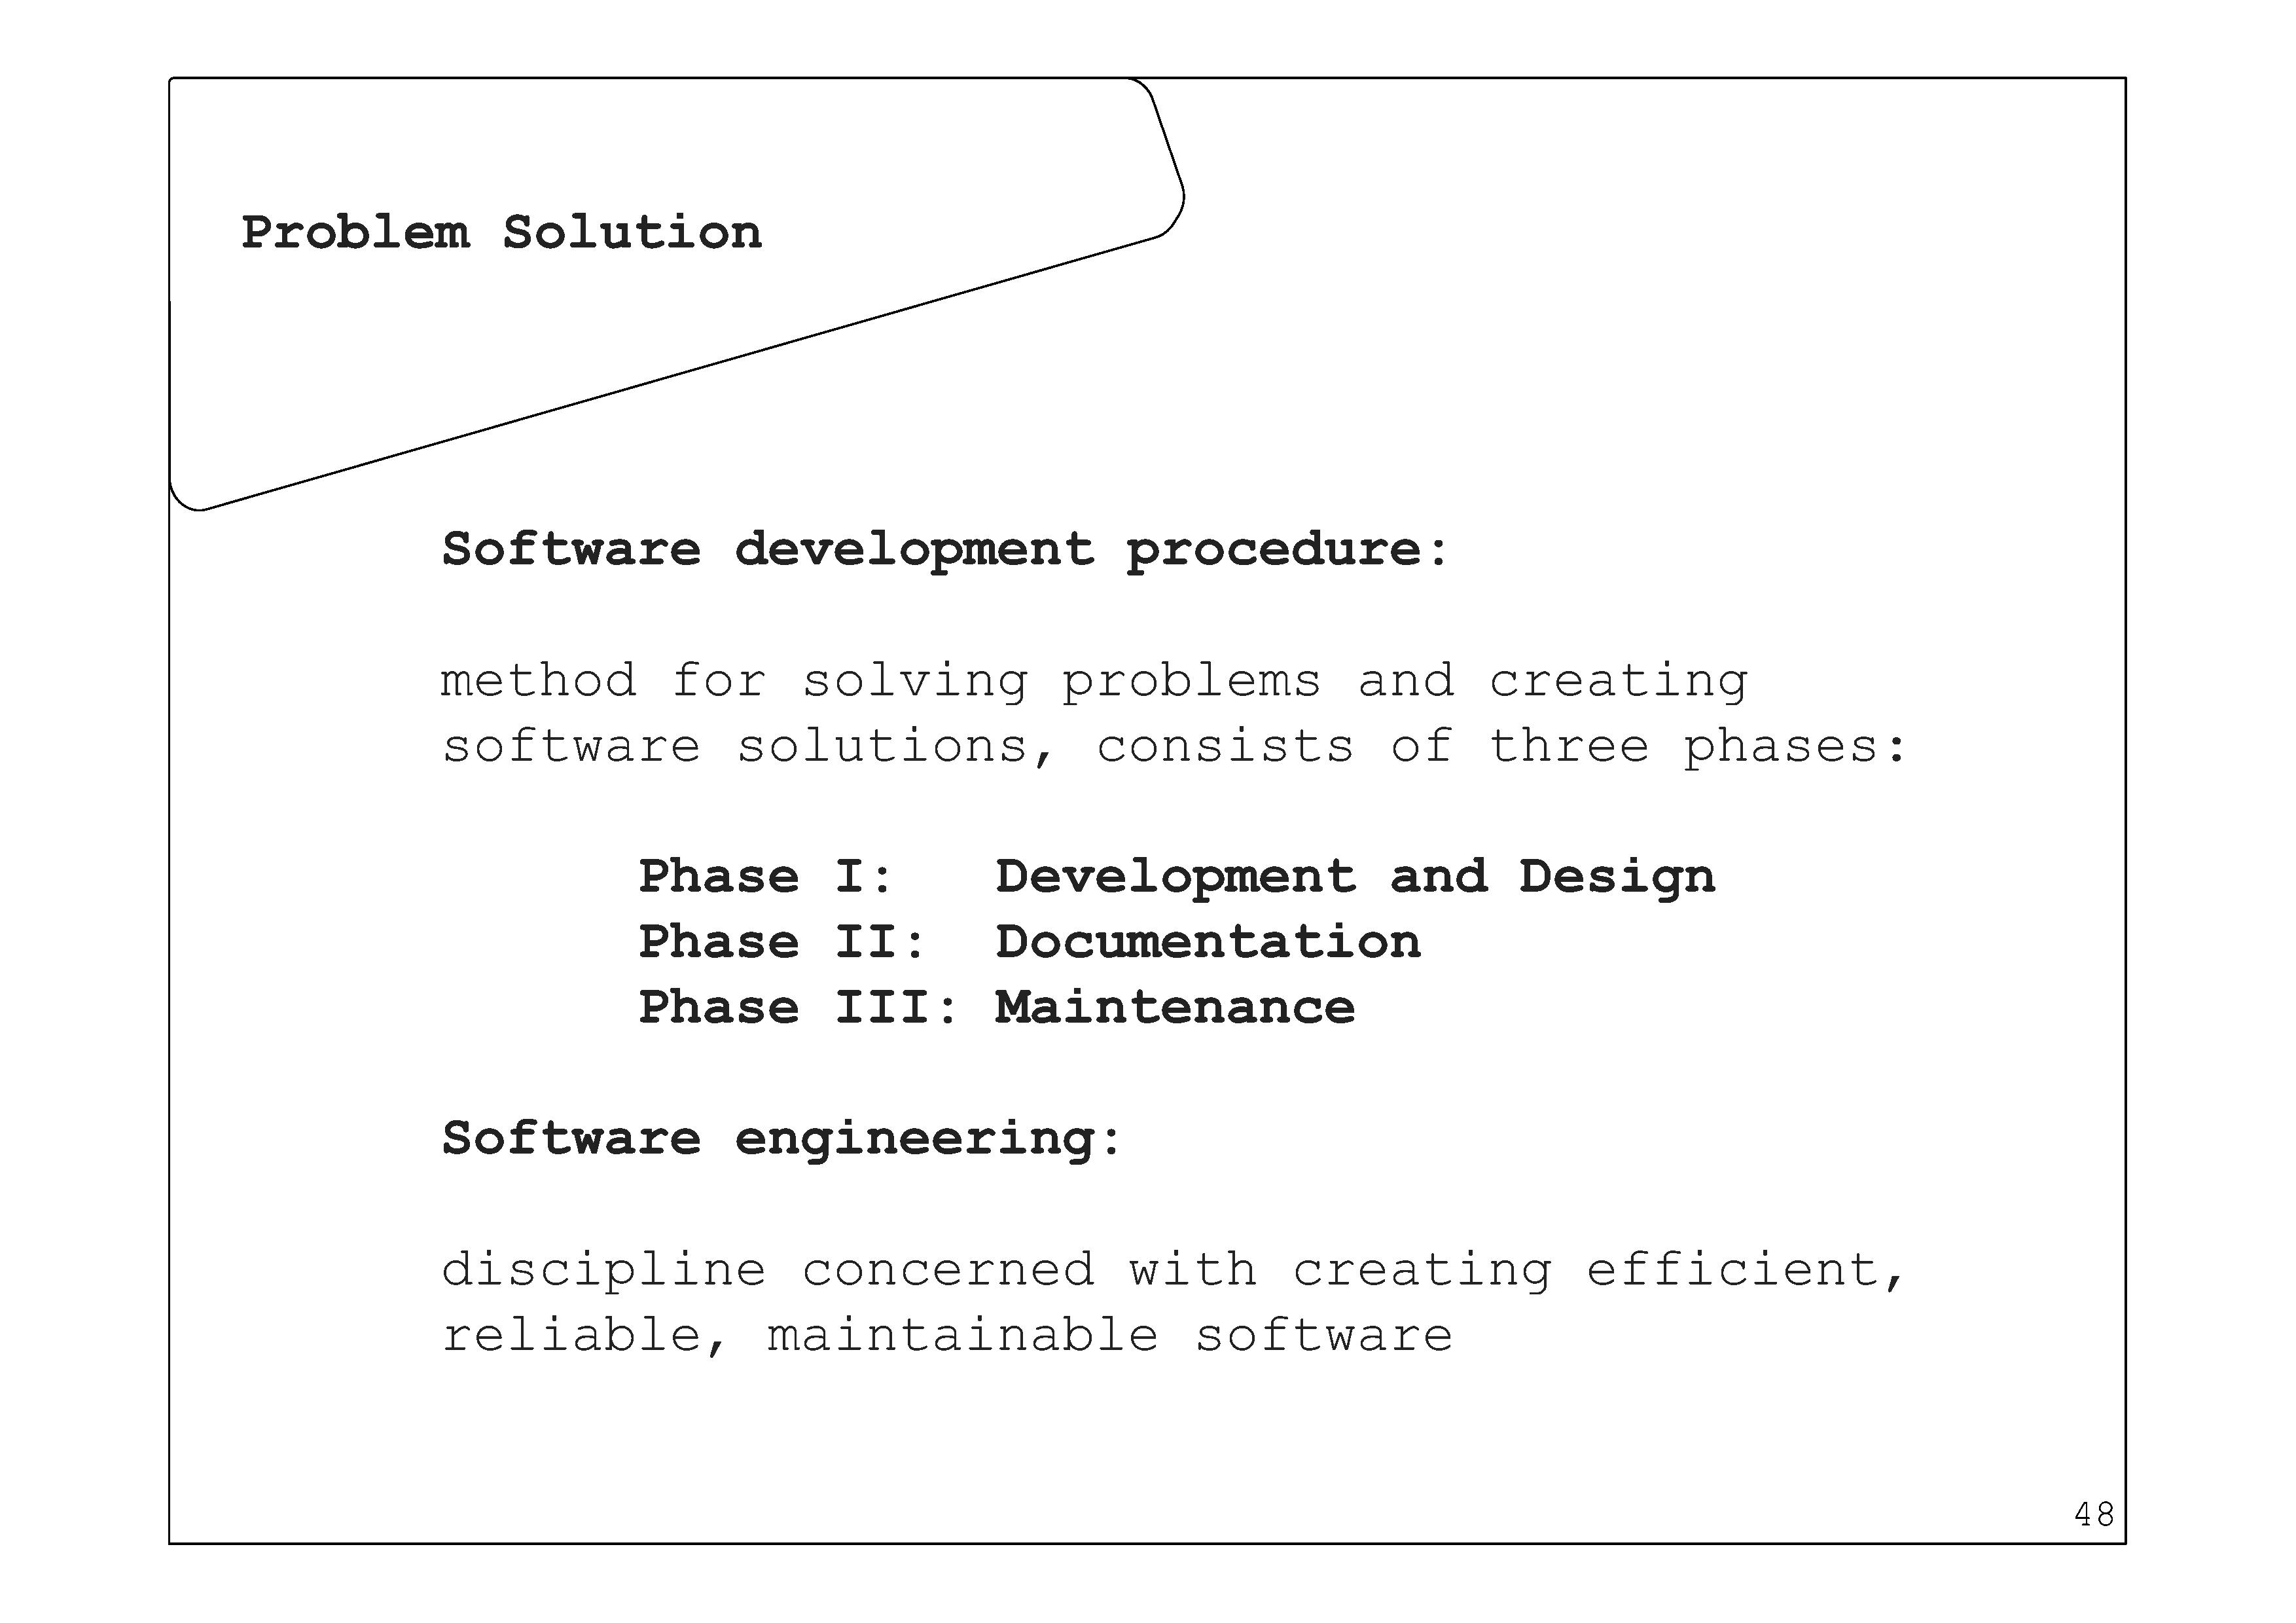 Problem Solution
Software development procedure:
method for solving problems and creating
software solutions, consists of three phases:
Phase I: Development and Design
Phase II: Documentation
Phase III: Maintenance
Software engineering:
discipline concerned with creating efficient,
reliable, maintainable software
48